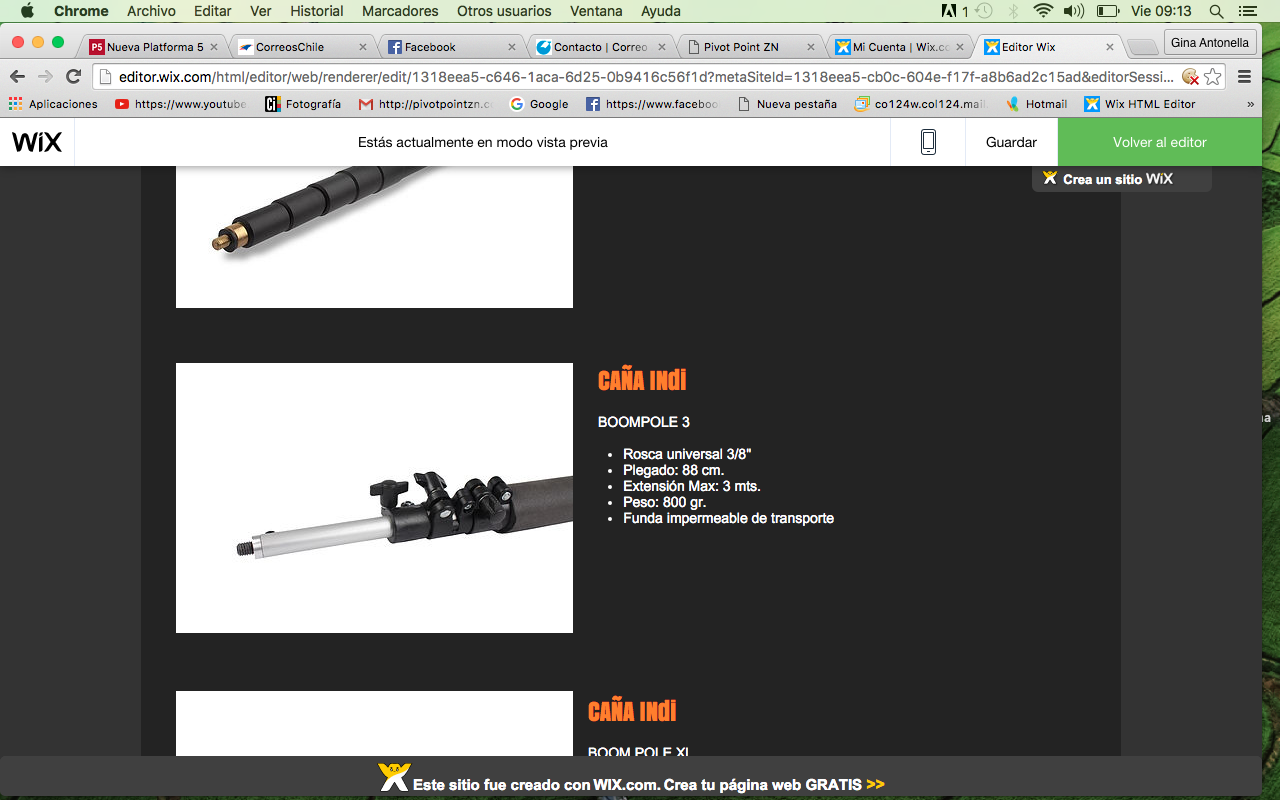 Chrome Archivo Editar Ver Historial Marcadores Otros usuarios Ventana Ayuda 1 Vie 09:13
Nueva Platforma 5 CorreosChile Facebook Contacto | Correo Pivot Point ZN Mi Cuenta | Wix.co Editor Wix Gina Antonella
editor.wix.com/html/editor/web/renderer/edit/1318eea5-c646-1aca-6d25-0b9416c56f1d?metaSiteId=1318eea5-cb0c-604e-f17f-a8b6ad2c15ad&editorSessi...
Aplicaciones https://www.youtube Fotografía http://pivotpointzn.c Google https://www.faceboo Nueva pestaña co124w.col124.mail. Hotmail Wix HTML Editor »
WiX Estás actualmente en modo vista previa Guardar Volver al editor
Crea un sitio WiX
CAÑA INdi
BOOMPOLE 3
• Rosca universal 3/8"
• Plegado: 88 cm.
• Extensión Max: 3 mts.
• Peso: 800 gr.
• Funda impermeable de transporte
CAÑA INdi
BOOM POLE XL
Este sitio fue creado con WIX.com. Crea tu página web GRATIS >>